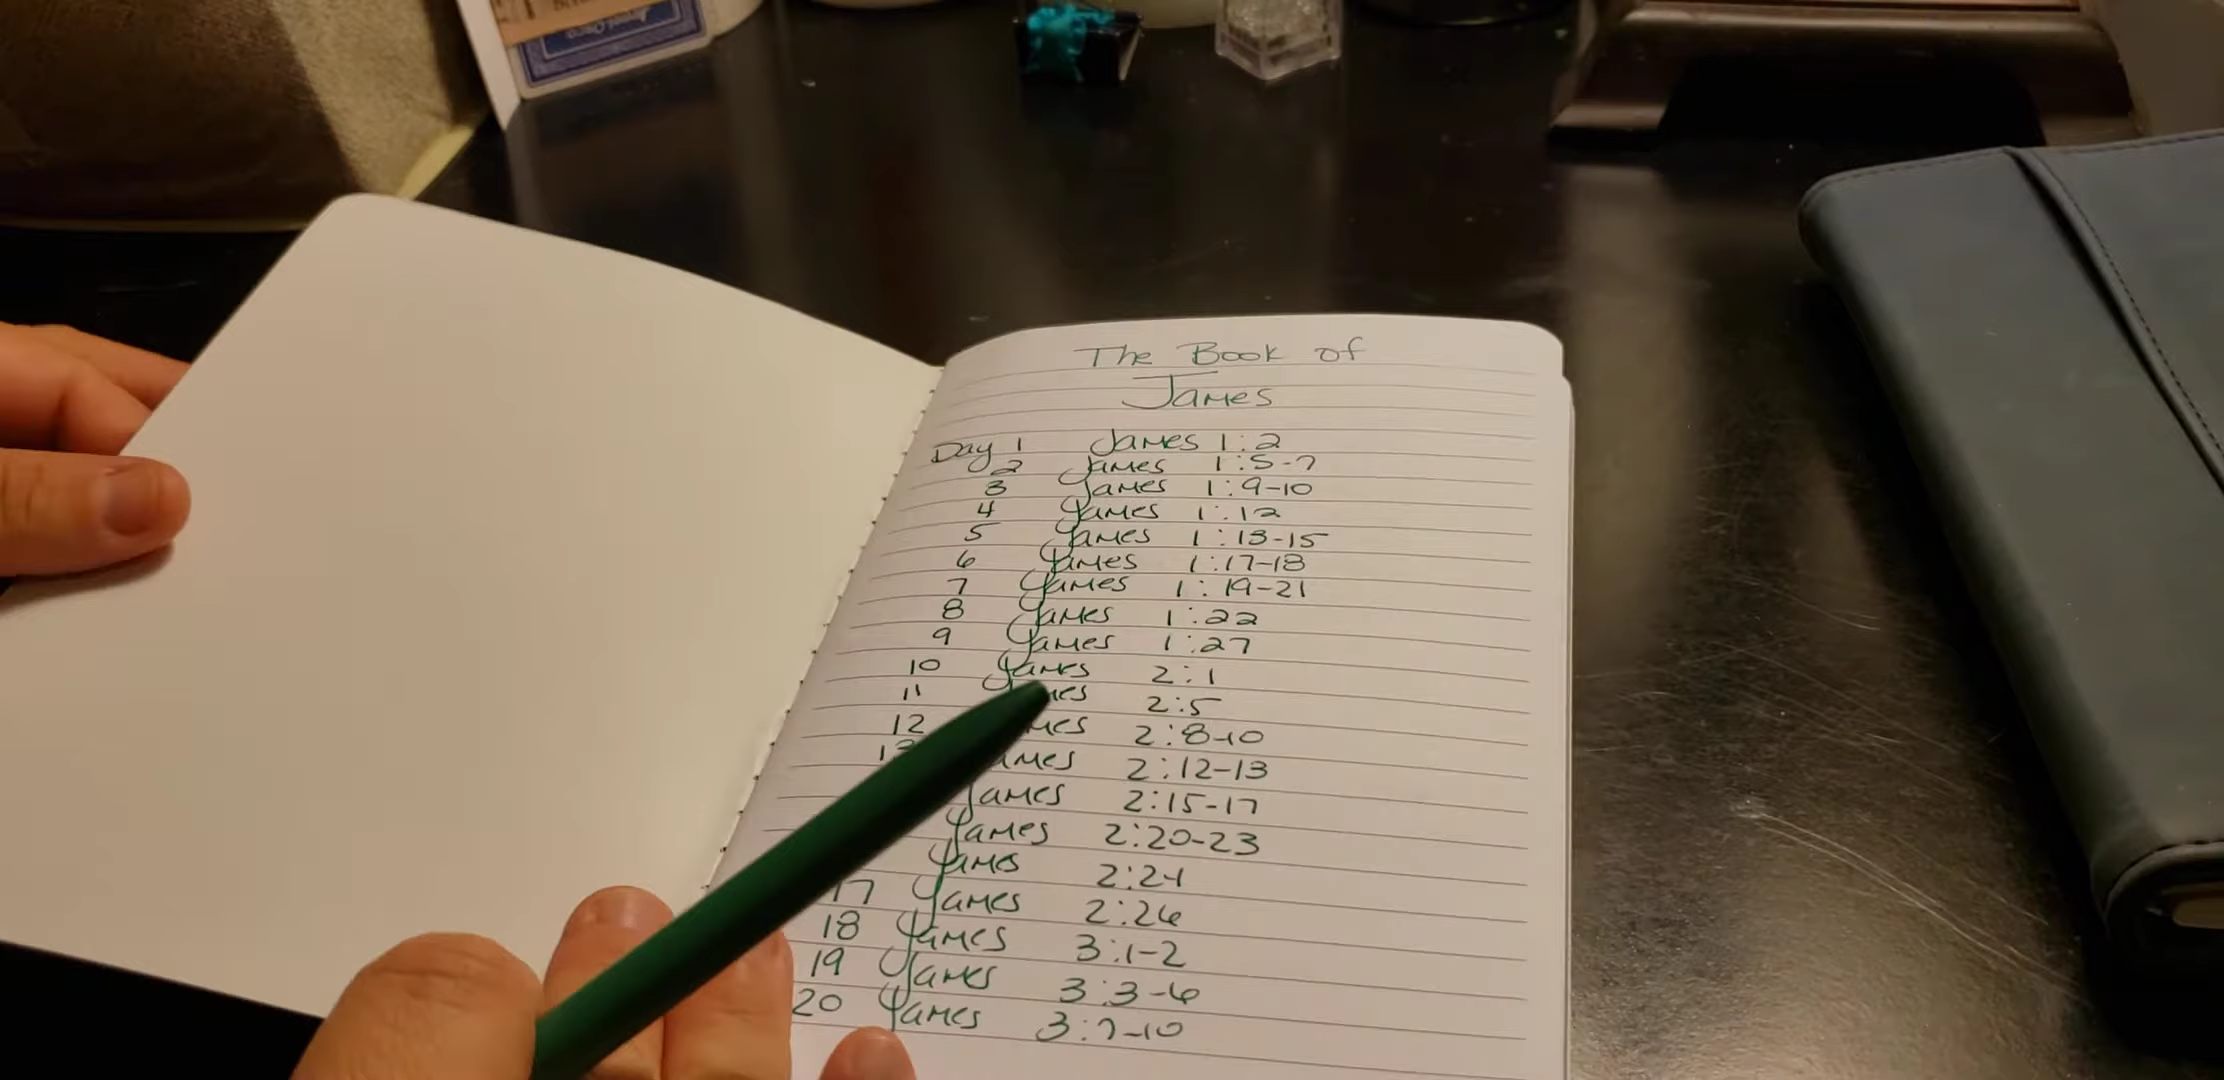 The Book of
James
Day 1 James 1:2
2 James 1:5-7
3 James 1:9-10
4 James 1:12
5 James 1:13-15
6 James 1:17-18
7 James 1:19-21
8 James 1:22
9 James 1:27
10 James 2:1
11 James 2:5
12 James 2:8-10
13 James 2:12-13
James 2:15-17
James 2:20-23
James 2:24
17 James 2:26
18 James 3:1-2
19 James 3:3-6
20 James 3:7-10